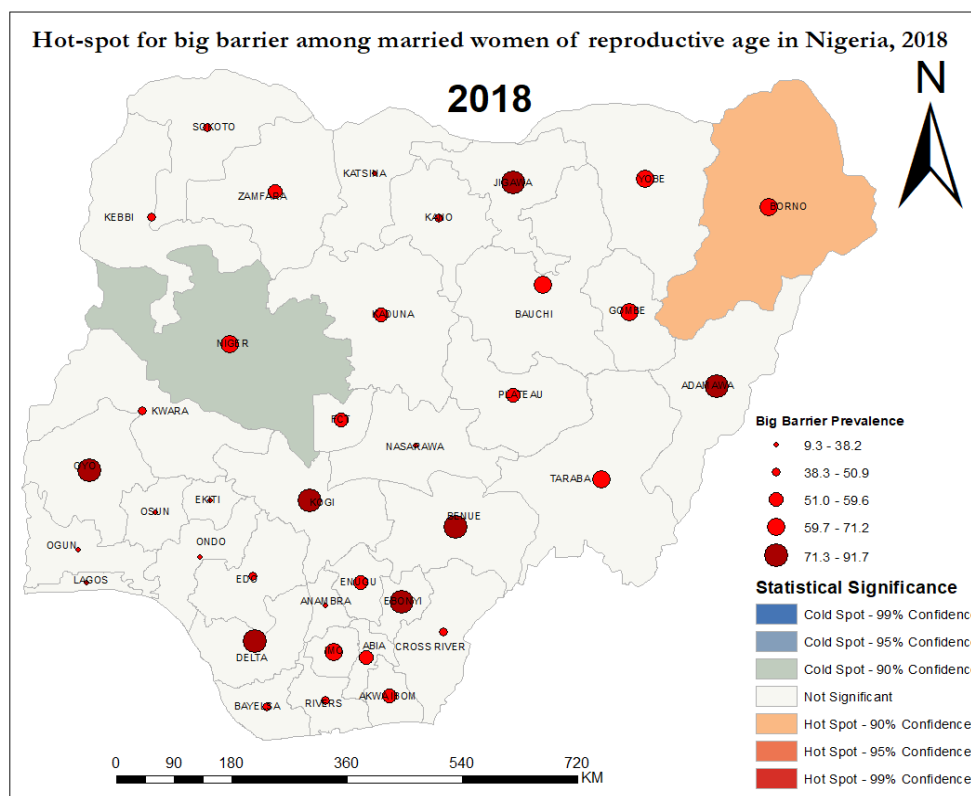 Hot-spot for big barrier among married women of reproductive age in Nigeria, 2018
N
2018
SOKOTO
KATSINA
JIGAWA
YOBE
ZAMFARA
BORNO
KEBBI
KANO
BAUCHI
GOMBE
KADUNA
NIGER
ADAMAWA
PLATEAU
KWARA
FCT
NASARAWA
Big Barrier Prevalence
9.3 - 38.2
38.3 - 50.9
51.0 - 59.6
59.7 - 71.2
71.3 - 91.7
OYO
TARABA
EKITI
KOGI
OSUN
BENUE
OGUN
ONDO
LAGOS
EDO
ENUGU
ANAMBRA
EBONYI
DELTA
IMO
ABIA
CROSS RIVER
BAYELSA
RIVERS
AKWA IBOM
Statistical Significance
Cold Spot - 99% Confidence
Cold Spot - 95% Confidence
Cold Spot - 90% Confidence
Not Significant
Hot Spot - 90% Confidence
Hot Spot - 95% Confidence
Hot Spot - 99% Confidence
0 90 180 360 540 720
KM